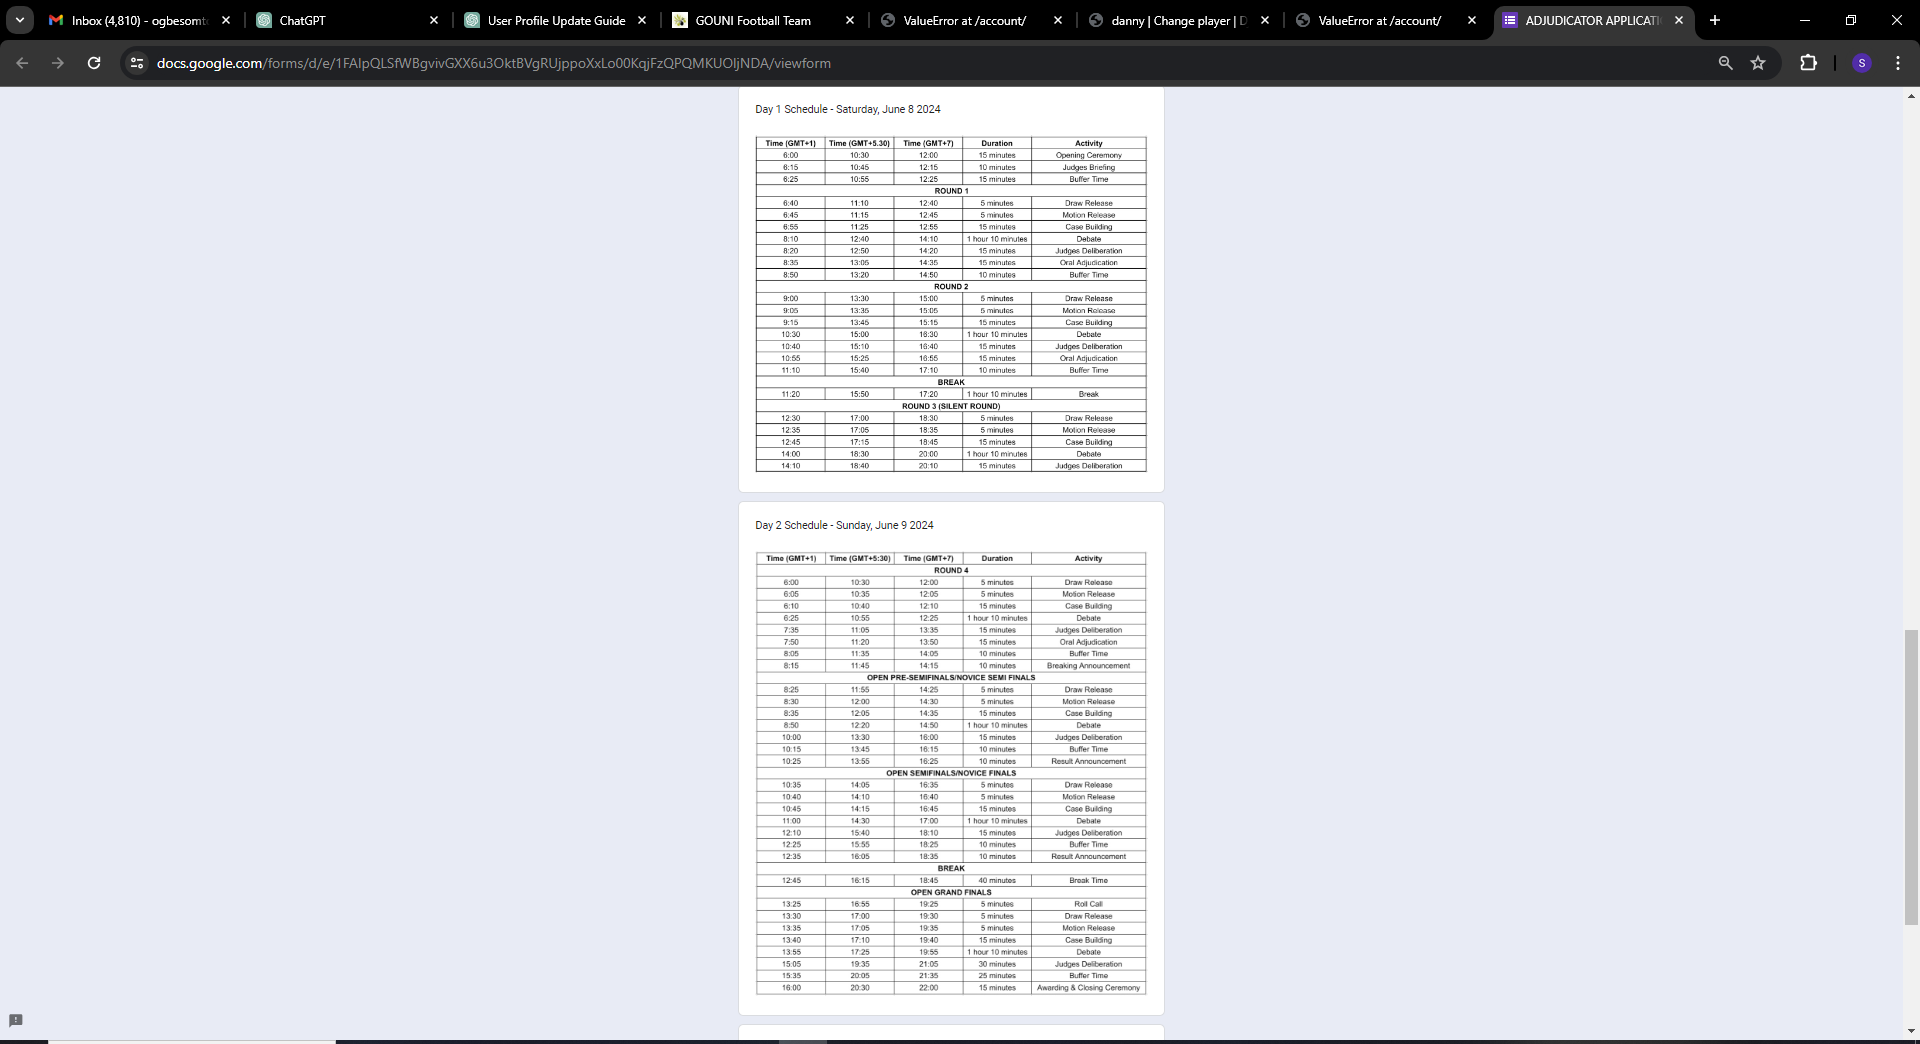 Inbox (4,810) - ogbesomt
ChatGPT
User Profile Update Guide
GOUNI Football Team
ValueError at /account/
danny | Change player | D
ValueError at /account/
ADJUDICATOR APPLICATI
docs.google.com/forms/d/e/1FAIpQLSfWBgvivGXX6u3OktBVgRUjppoXxLo00KqjFzQPQMKUOIjNDA/viewform
S
Day 1 Schedule - Saturday, June 8 2024
Time (GMT+1) Time (GMT+5.30) Time (GMT+7) Duration Activity
6:00 10:30 12:00 15 minutes Opening Ceremony
6:15 10:45 12:15 10 minutes Judges Briefing
6:25 10:55 12:25 15 minutes Buffer Time
ROUND 1
6:40 11:10 12:40 5 minutes Draw Release
6:45 11:15 12:45 5 minutes Motion Release
6:55 11:25 12:55 15 minutes Case Building
8:10 12:40 14:10 1 hour 10 minutes Debate
8:20 12:50 14:20 15 minutes Judges Deliberation
8:35 13:05 14:35 15 minutes Oral Adjudication
8:50 13:20 14:50 10 minutes Buffer Time
ROUND 2
9:00 13:30 15:00 5 minutes Draw Release
9:05 13:35 15:05 5 minutes Motion Release
9:15 13:45 15:15 15 minutes Case Building
10:30 15:00 16:30 1 hour 10 minutes Debate
10:40 15:10 16:40 15 minutes Judges Deliberation
10:55 15:25 16:55 15 minutes Oral Adjudication
11:10 15:40 17:10 10 minutes Buffer Time
BREAK
11:20 15:50 17:20 1 hour 10 minutes Break
ROUND 3 (SILENT ROUND)
12:30 17:00 18:30 5 minutes Draw Release
12:35 17:05 18:35 5 minutes Motion Release
12:45 17:15 18:45 15 minutes Case Building
14:00 18:30 20:00 1 hour 10 minutes Debate
14:10 18:40 20:10 15 minutes Judges Deliberation
Day 2 Schedule - Sunday, June 9 2024
Time (GMT+1) Time (GMT+5:30) Time (GMT+7) Duration Activity
ROUND 4
6:00 10:30 12:00 5 minutes Draw Release
6:05 10:35 12:05 5 minutes Motion Release
6:10 10:40 12:10 15 minutes Case Building
6:25 10:55 12:25 1 hour 10 minutes Debate
7:35 11:05 13:35 15 minutes Judges Deliberation
7:50 11:20 13:50 15 minutes Oral Adjudication
8:05 11:35 14:05 10 minutes Buffer Time
8:15 11:45 14:15 10 minutes Breaking Announcement
OPEN PRE-SEMIFINALS/NOVICE SEMI FINALS
8:25 11:55 14:25 5 minutes Draw Release
8:30 12:00 14:30 5 minutes Motion Release
8:35 12:05 14:35 15 minutes Case Building
8:50 12:20 14:50 1 hour 10 minutes Debate
10:00 13:30 16:00 15 minutes Judges Deliberation
10:15 13:45 16:15 10 minutes Buffer Time
10:25 13:55 16:25 10 minutes Result Announcement
OPEN SEMIFINALS/NOVICE FINALS
10:35 14:05 16:35 5 minutes Draw Release
10:40 14:10 16:40 5 minutes Motion Release
10:45 14:15 16:45 15 minutes Case Building
11:00 14:30 17:00 1 hour 10 minutes Debate
12:10 15:40 18:10 15 minutes Judges Deliberation
12:25 15:55 18:25 10 minutes Buffer Time
12:35 16:05 18:35 10 minutes Result Announcement
BREAK
12:45 16:15 18:45 40 minutes Break Time
OPEN GRAND FINALS
13:25 16:55 19:25 5 minutes Roll Call
13:30 17:00 19:30 5 minutes Draw Release
13:35 17:05 19:35 5 minutes Motion Release
13:40 17:10 19:40 15 minutes Case Building
13:55 17:25 19:55 1 hour 10 minutes Debate
15:05 19:35 21:05 30 minutes Judges Deliberation
15:35 20:05 21:35 25 minutes Buffer Time
16:00 20:30 22:00 15 minutes Awarding & Closing Ceremony